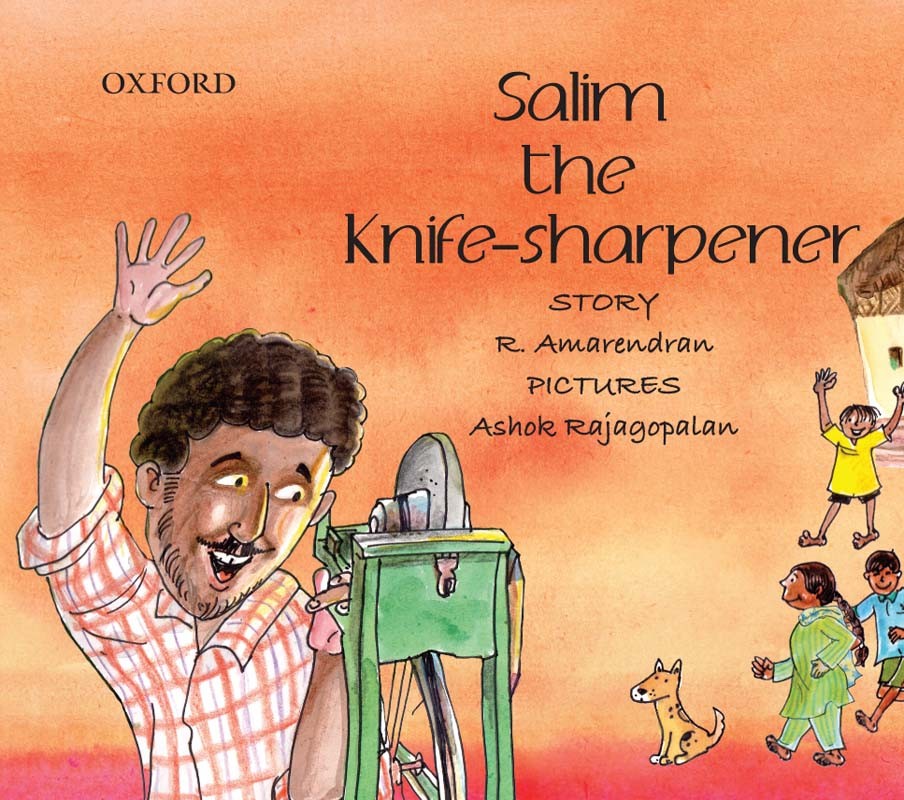 OXFORD
Salim
the
Knife-sharpener
STORY
R. Amarendran
PICTURES
Ashok Rajagopalan